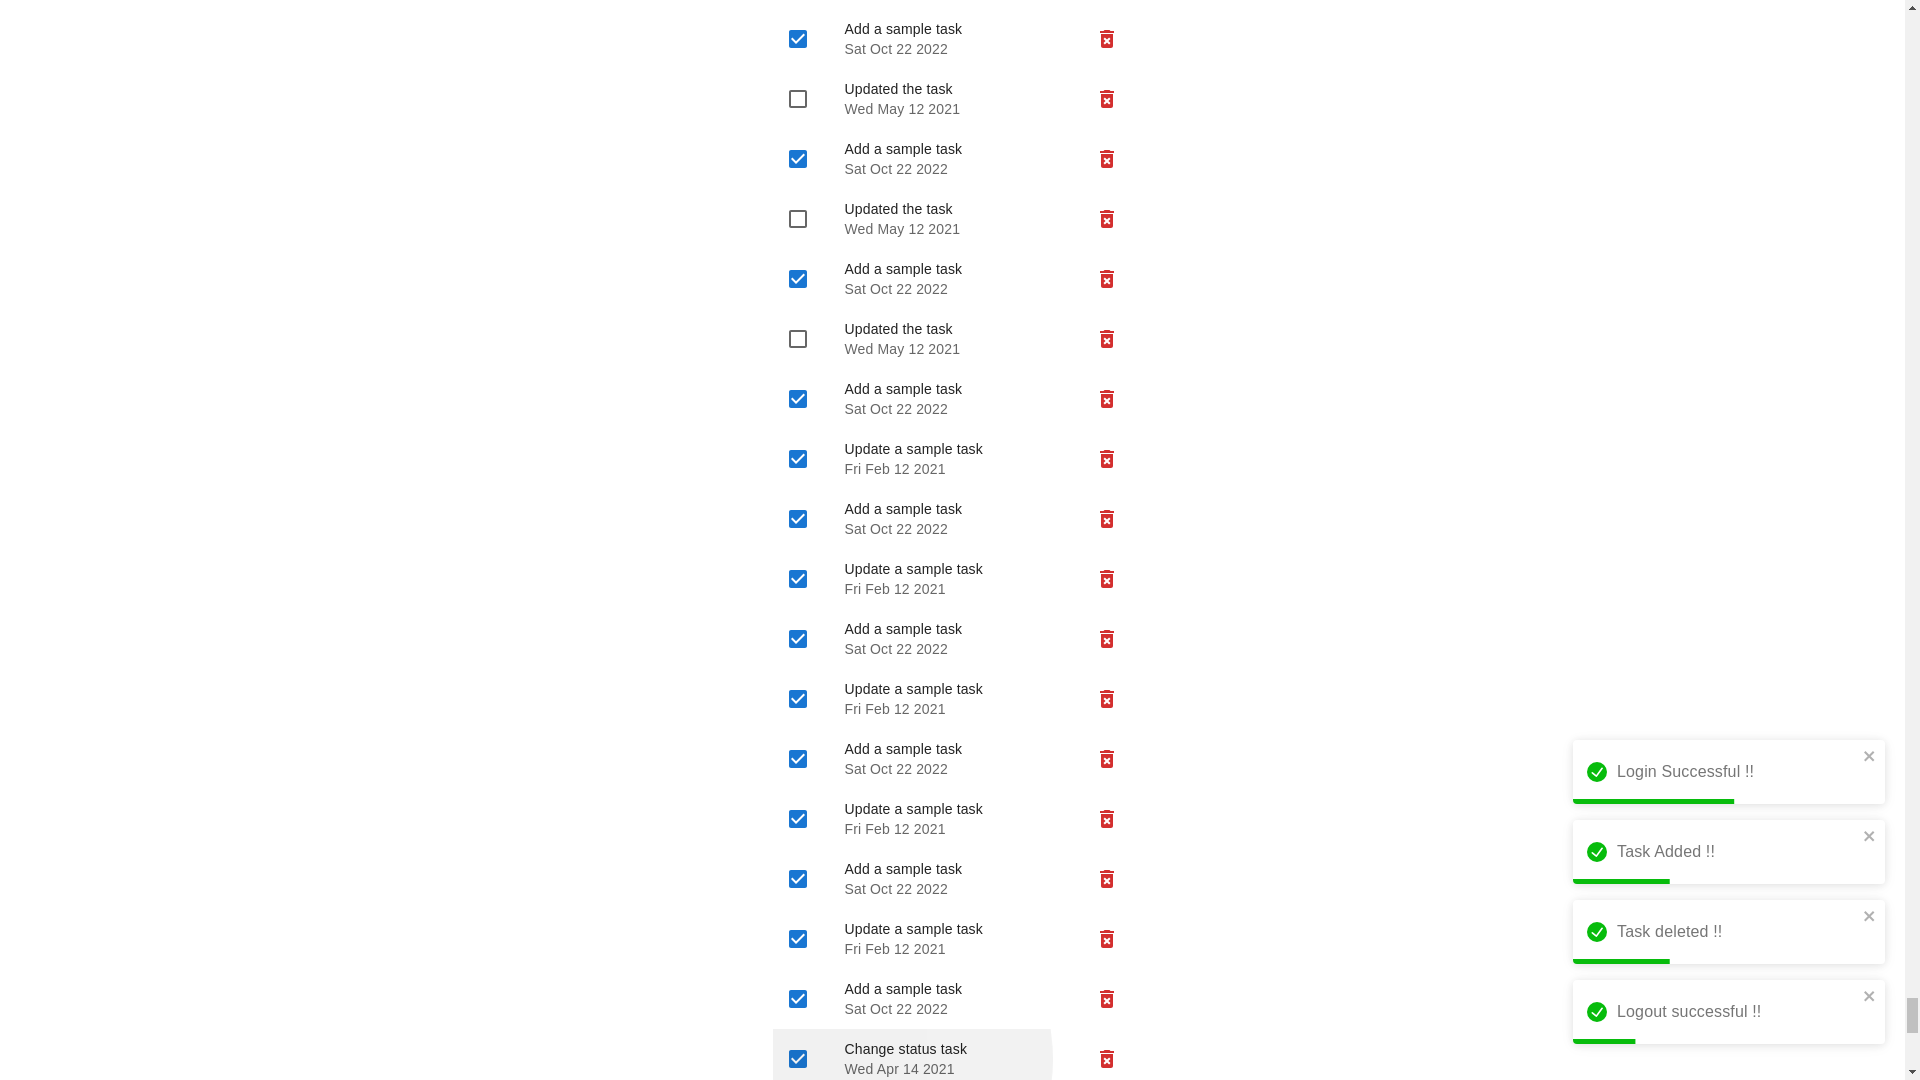 Add a sample task
Sat Oct 22 2022
Updated the task
Wed May 12 2021
Add a sample task
Sat Oct 22 2022
Updated the task
Wed May 12 2021
Add a sample task
Sat Oct 22 2022
Updated the task
Wed May 12 2021
Add a sample task
Sat Oct 22 2022
Update a sample task
Fri Feb 12 2021
Add a sample task
Sat Oct 22 2022
Update a sample task
Fri Feb 12 2021
Add a sample task
Sat Oct 22 2022
Update a sample task
Fri Feb 12 2021
Add a sample task
Sat Oct 22 2022
Update a sample task
Fri Feb 12 2021
Add a sample task
Sat Oct 22 2022
Update a sample task
Fri Feb 12 2021
Add a sample task
Sat Oct 22 2022
Change status task
Wed Apr 14 2021
Login Successful !!
Task Added !!
Task deleted !!
Logout successful !!